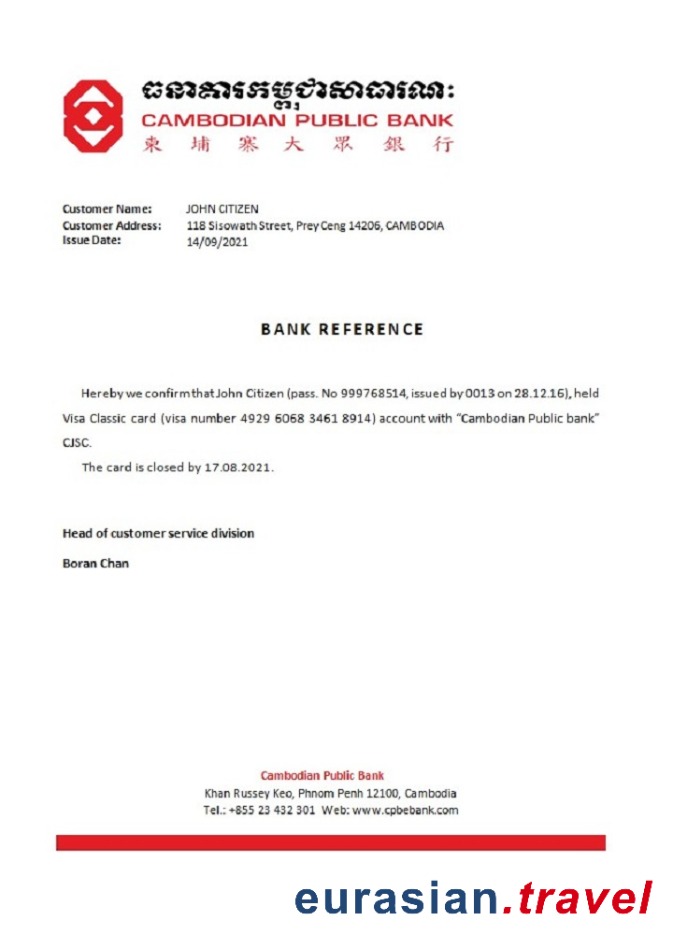 ធនាគារកម្ពុជាសាធារណៈ
CAMBODIAN PUBLIC BANK
柬 埔 寨 大 眾 銀 行
Customer Name: JOHN CITIZEN
Customer Address: 118 Sisowath Street, Prey Ceng 14206, CAMBODIA
Issue Date: 14/09/2021
BANK REFERENCE
Hereby we confirm that John Citizen (pass. No 999768514, issued by 0013 on 28.12.16), held
Visa Classic card (visa number 4929 6068 3461 8914) account with “Cambodian Public bank”
CJSC.
The card is closed by 17.08.2021.
Head of customer service division
Boran Chan
Cambodian Public Bank
Khan Russey Keo, Phnom Penh 12100, Cambodia
Tel.: +855 23 432 301 Web: www.cpbebank.com
eurasian.travel